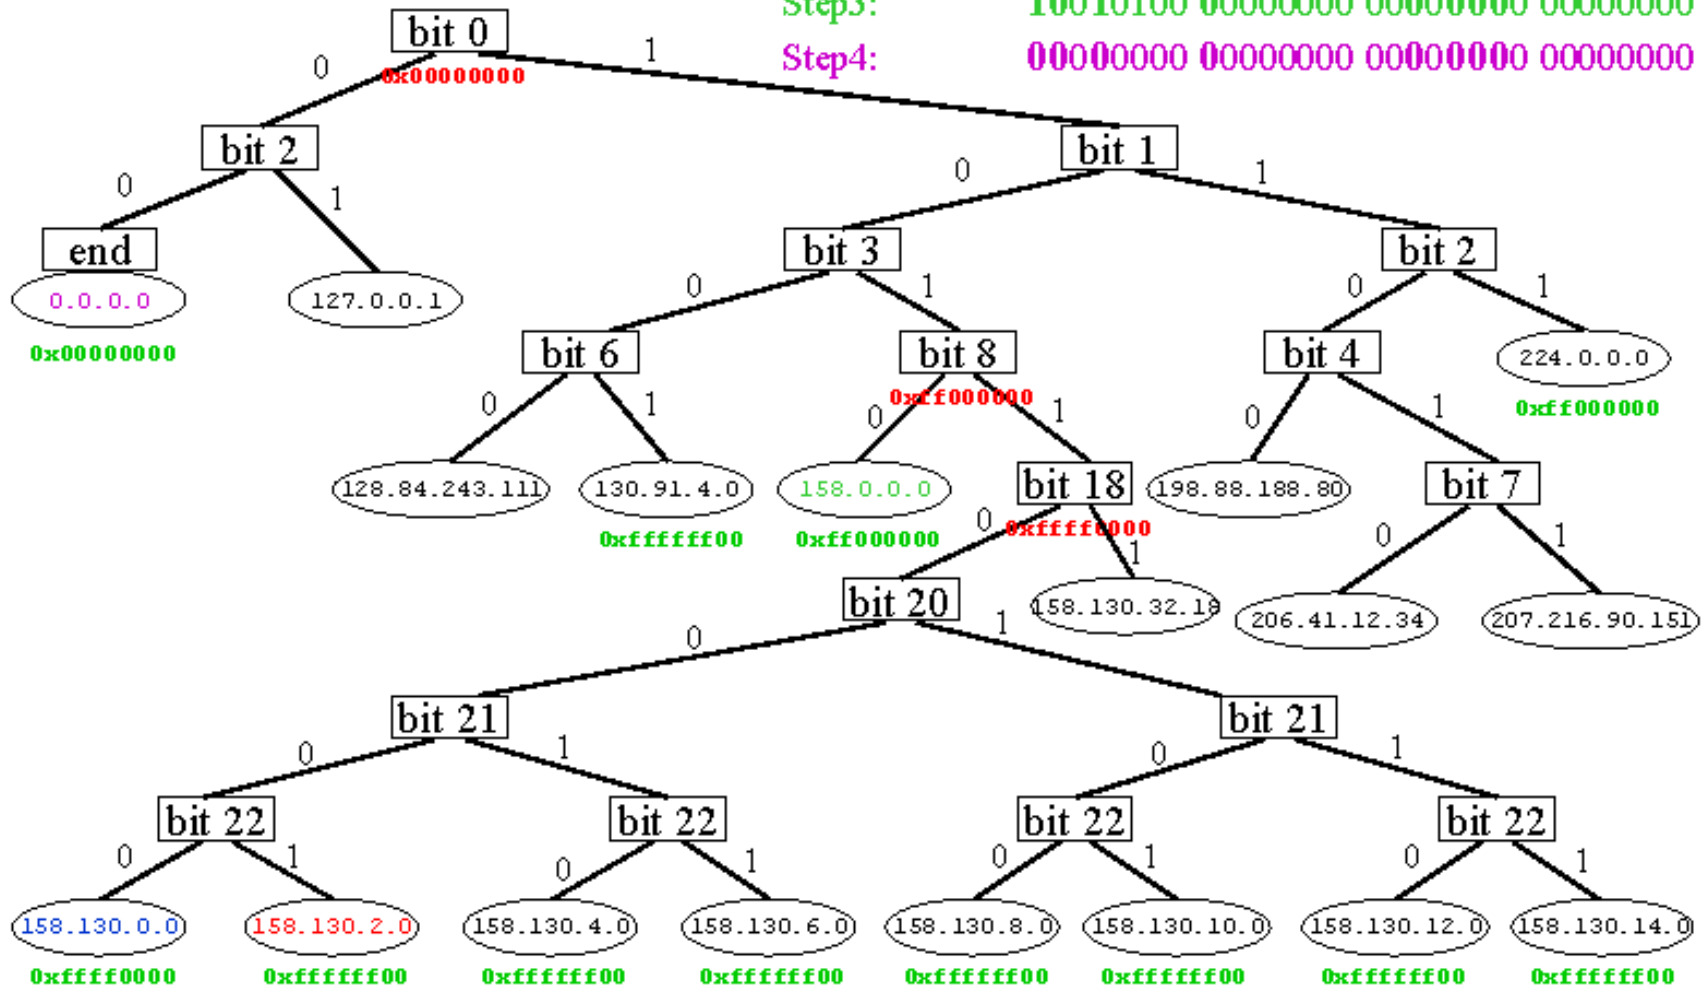 Step3: 10010100 00000000 00000000 00000000
bit 0
0 1
0x00000000
Step4: 00000000 00000000 00000000 00000000
bit 2 bit 1
0 1 0 1
end bit 3 bit 2
0.0.0.0 127.0.0.1 0 1 0 1
0x00000000 bit 6 bit 8 bit 4 224.0.0.0
0xff000000 0xff000000
0 1 0 1 0 1
128.84.243.111 130.91.4.0 158.0.0.0 bit 18 198.88.188.80 bit 7
0xffffff00 0xff000000 0 0xffff0000 1 0 1
bit 20 158.130.32.18 206.41.12.34 207.216.90.151
0 1
bit 21 bit 21
0 1 0 1
bit 22 bit 22 bit 22 bit 22
0 1 0 1 0 1 0 1
158.130.0.0 158.130.2.0 158.130.4.0 158.130.6.0 158.130.8.0 158.130.10.0 158.130.12.0 158.130.14.0
0xffff0000 0xffffff00 0xffffff00 0xffffff00 0xffffff00 0xffffff00 0xffffff00 0xffffff00